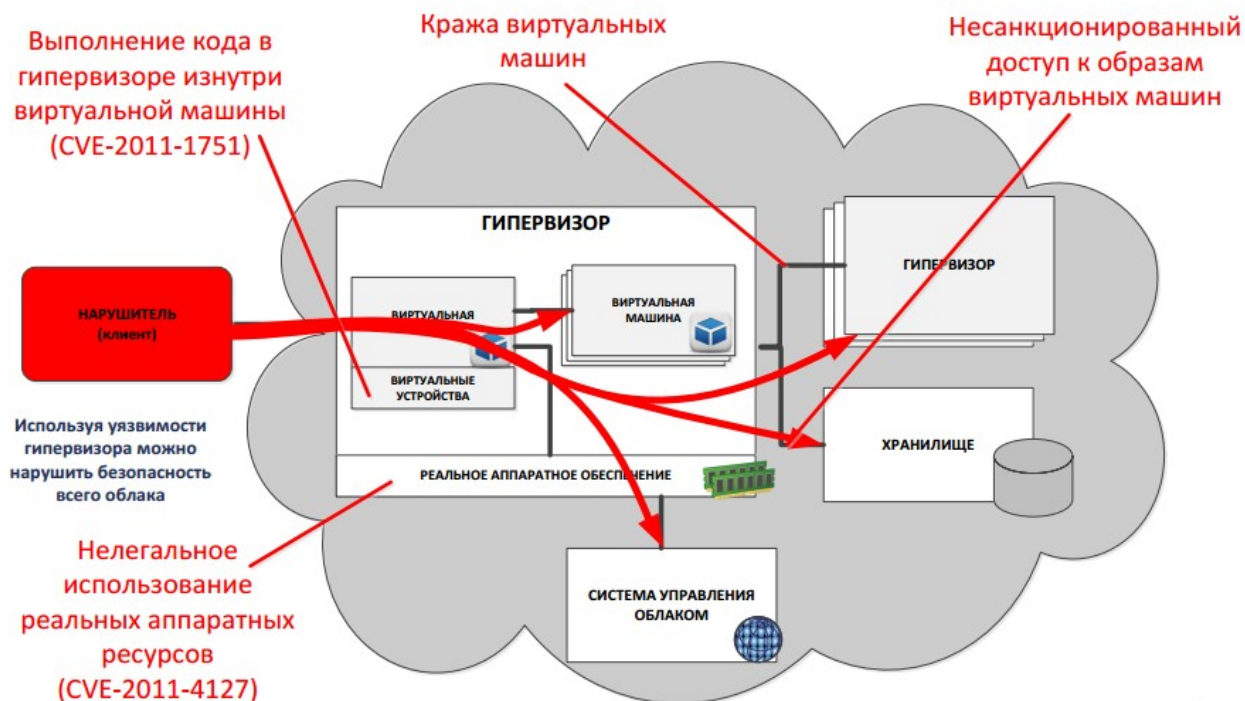 Выполнение кода в
гипервизоре изнутри
виртуальной машины
(CVE-2011-1751)
Кража виртуальных
машин
Несанкционированный
доступ к образам
виртуальных машин
ГИПЕРВИЗОР
НАРУШИТЕЛЬ
(клиент)
ВИРТУАЛЬНАЯ
ВИРТУАЛЬНЫЕ
УСТРОЙСТВА
ВИРТУАЛЬНАЯ
МАШИНА
ГИПЕРВИЗОР
Используя уязвимости
гипервизора можно
нарушить безопасность
всего облака
РЕАЛЬНОЕ АППАРАТНОЕ ОБЕСПЕЧЕНИЕ
ХРАНИЛИЩЕ
Нелегальное
использование
реальных аппаратных
ресурсов
(CVE-2011-4127)
СИСТЕМА УПРАВЛЕНИЯ
ОБЛАКОМ